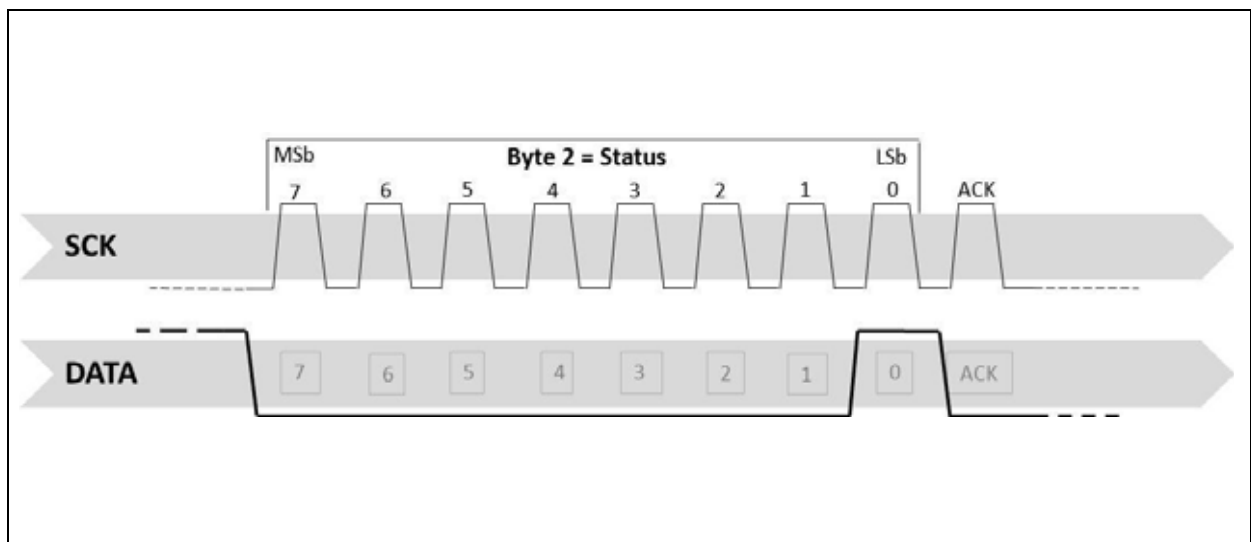 MSb Byte 2 = Status LSb
7 6 5 4 3 2 1 0 ACK
SCK
DATA 7 6 5 4 3 2 1 0 ACK